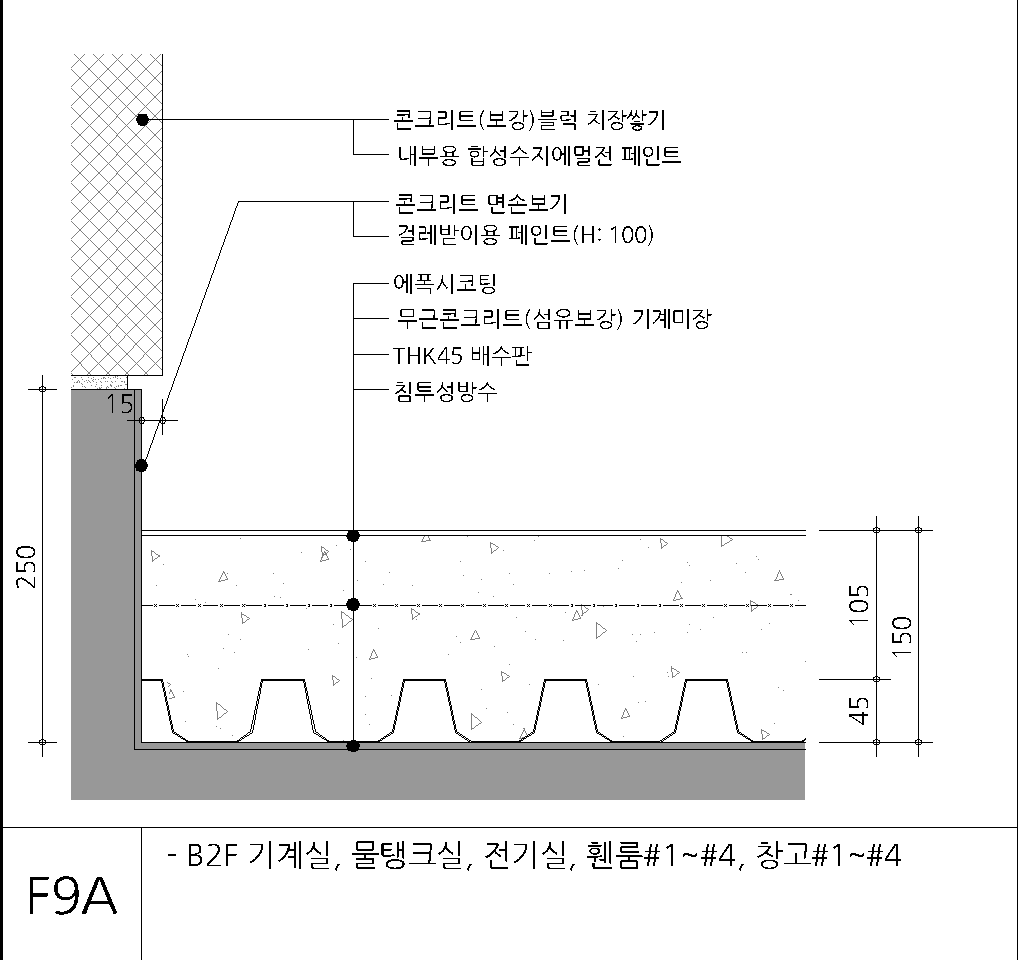 콘크리트(보강)블럭 치장쌓기
내부용 합성수지에멀전 페인트
콘크리트 면손보기
걸레받이용 페인트(H: 100)
에폭시코팅
무근콘크리트(섬유보강) 기계미장
THK45 배수판
침투성방수
15
250
105
150
45
- B2F 기계실, 물탱크실, 전기실, 휀룸#1~#4, 창고#1~#4
F9A